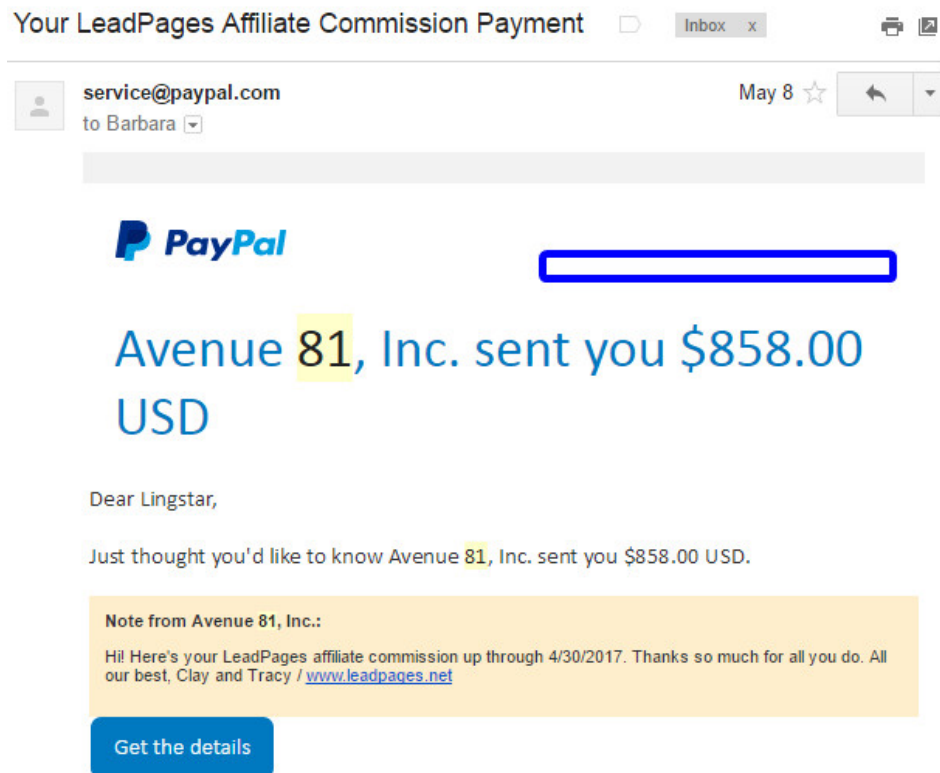 Your LeadPages Affiliate Commission Payment Inbox x
service@paypal.com May 8
to Barbara
PayPal
Avenue 81, Inc. sent you $858.00
USD
Dear Lingstar,
Just thought you'd like to know Avenue 81, Inc. sent you $858.00 USD.
Note from Avenue 81, Inc.:
Hi! Here's your LeadPages affiliate commission up through 4/30/2017. Thanks so much for all you do. All
our best, Clay and Tracy / www.leadpages.net
Get the details